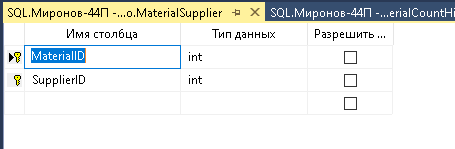 SQL.Миронов-44П -...o.MaterialSupplier
SQL.Миронов-44П -...erialCountHi
Имя столбца Тип данных Разрешить ...
MaterialID int
SupplierID int